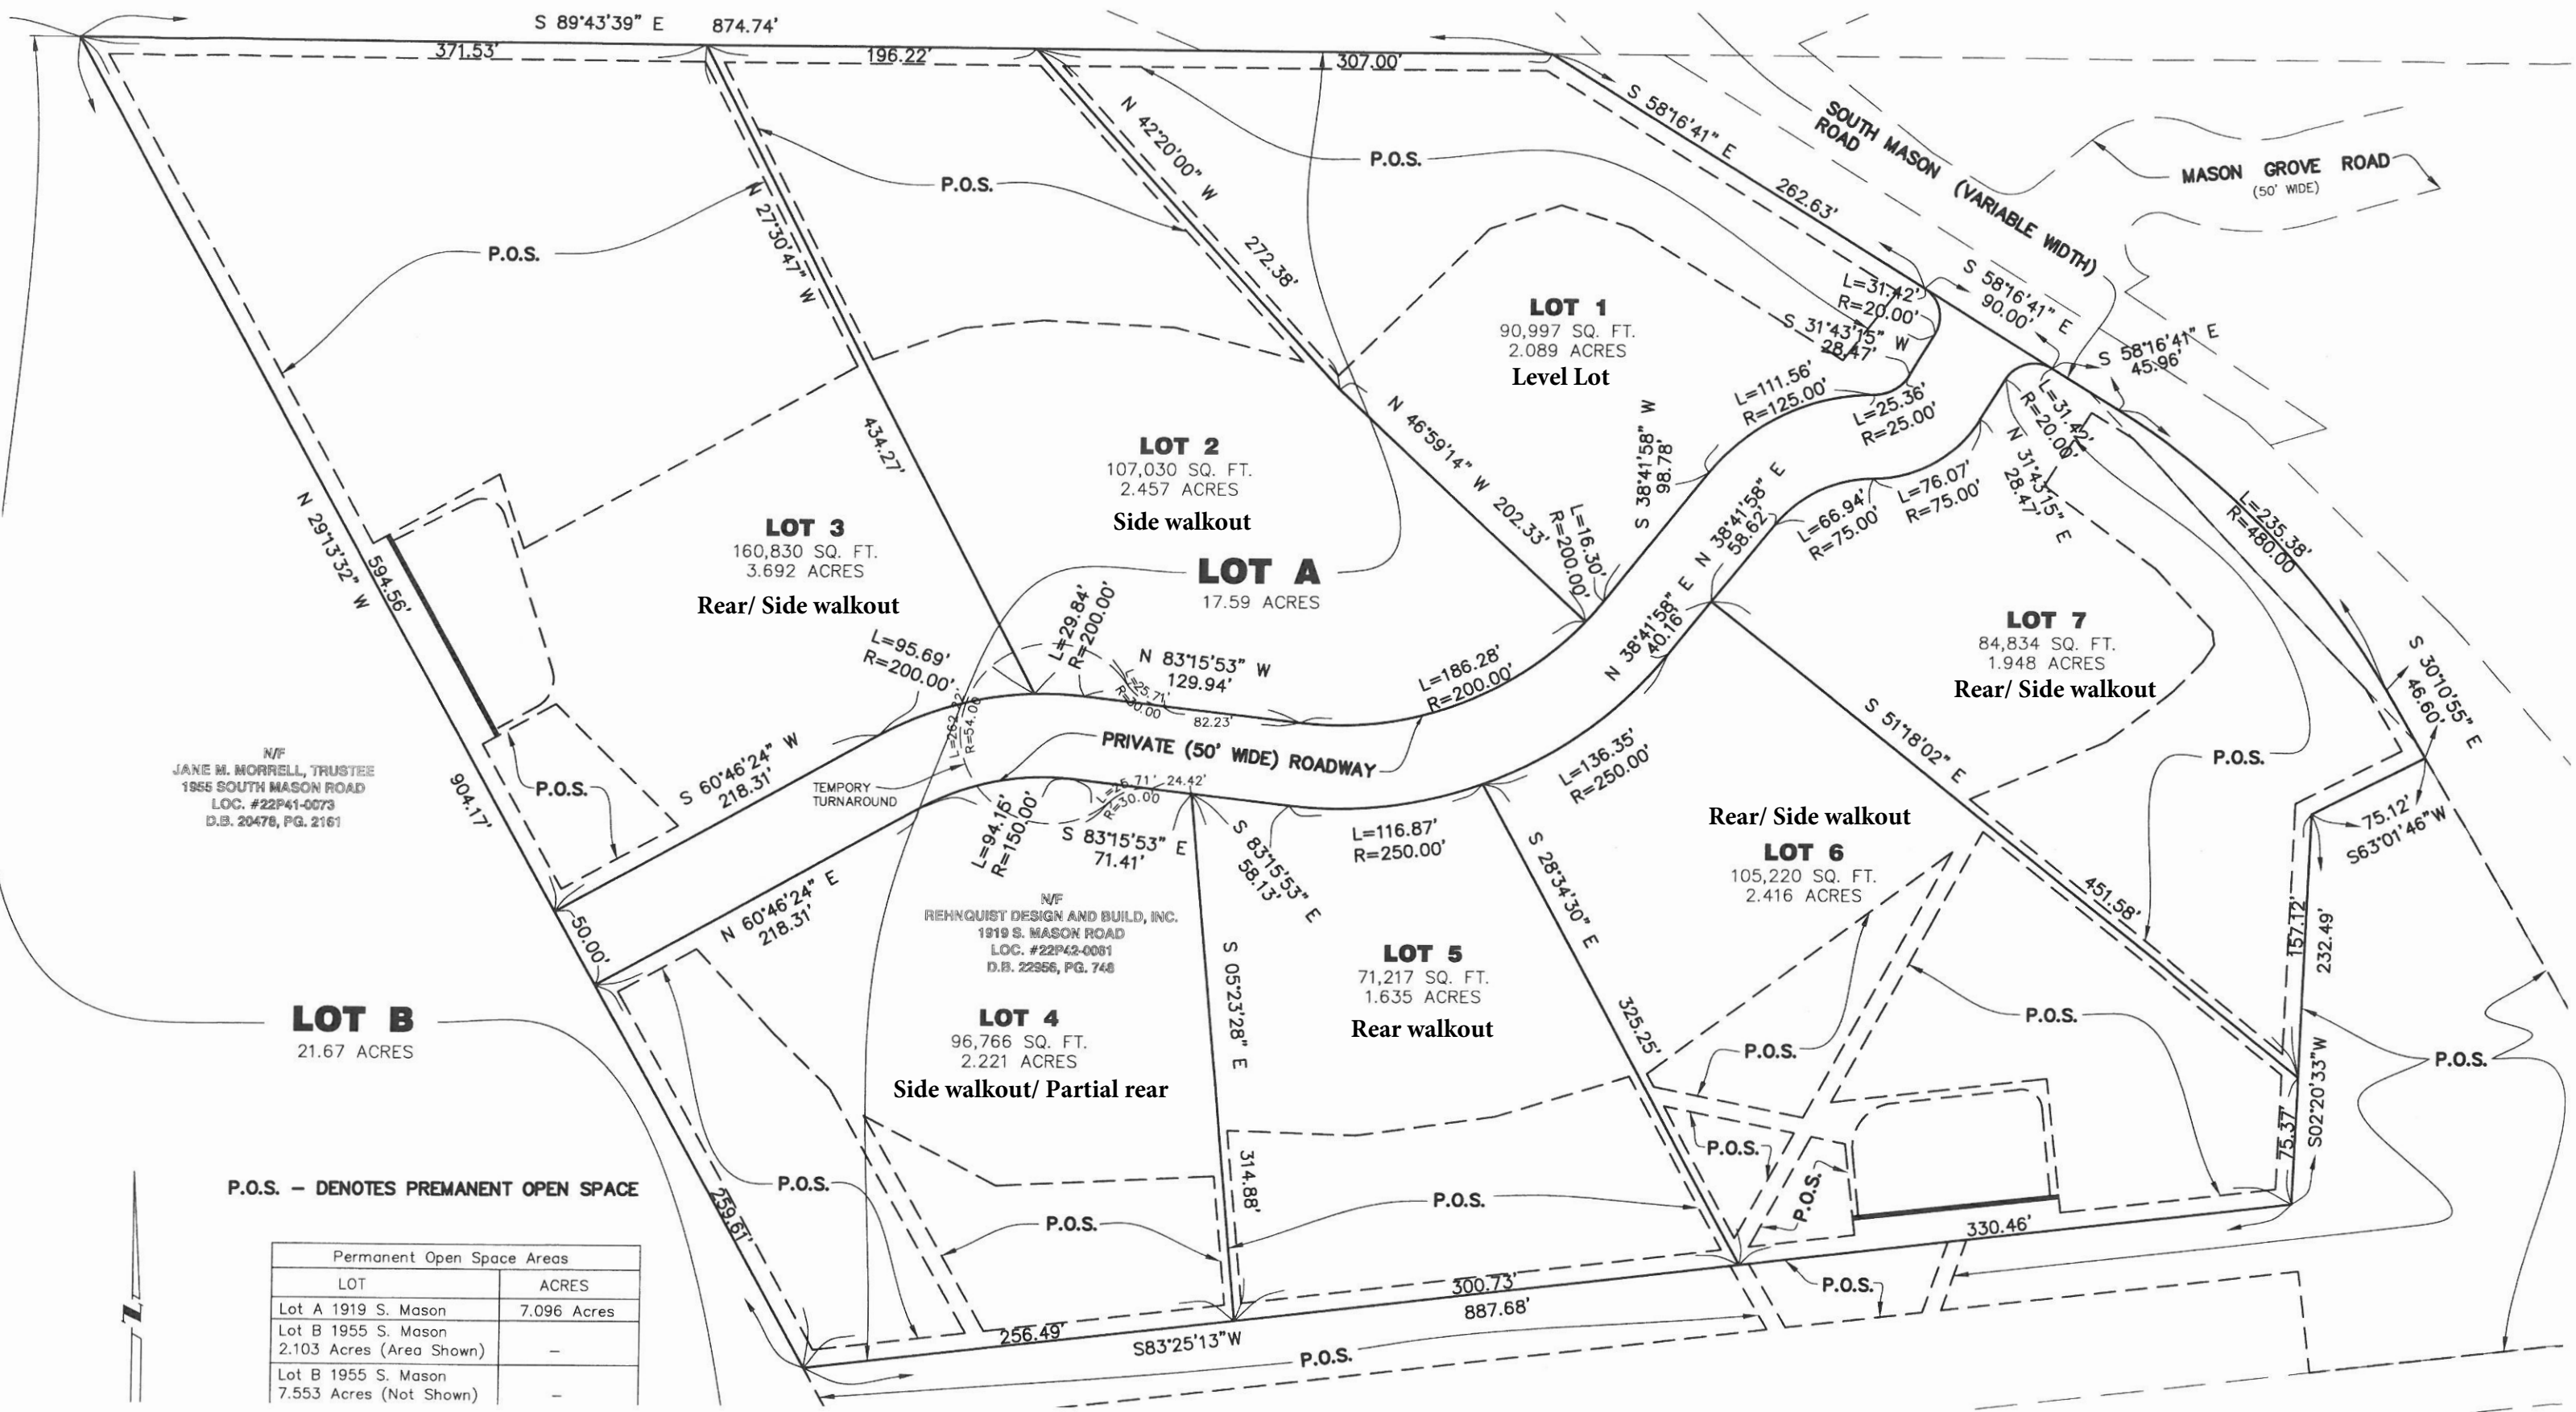 S 89°43'39" E 874.74'
371.53'
196.22'
307.00'
S 58°16'41" E
262.63'
SOUTH MASON (VARIABLE WIDTH)
ROAD
MASON GROVE ROAD
(50' WIDE)
N 42°20'00" W
272.38'
P.O.S.
P.O.S.
P.O.S.
N 27°30'47" W
434.27'
S 58°16'41" E
90.00'
S 58°16'41" E
45.96'
L=31.42'
R=20.00'
S 31°43'15" W
28.47'
LOT 1
90,997 SQ. FT.
2.089 ACRES
Level Lot
L=111.56'
R=125.00'
L=25.36'
R=25.00'
L=31.42'
R=20.00'
N 31°43'15" E
28.47'
N 46°59'14" W 202.33'
S 38°41'58" W
98.78'
L=16.30'
R=200.00'
N 38°41'58" E
58.62'
L=66.94'
R=75.00'
L=76.07'
R=75.00'
L=235.38'
R=480.00
LOT 2
107,030 SQ. FT.
2.457 ACRES
Side walkout
LOT 3
160,830 SQ. FT.
3.692 ACRES
Rear/ Side walkout
LOT A
17.59 ACRES
N 29°13'32" W
594.56'
904.17'
L=95.69'
R=200.00'
L=29.84'
R=200.00'
N 83°15'53" W
129.94'
L=25.71'
R=30.00
82.23'
L=262.22'
R=54.00
L=186.28'
R=200.00'
N 38°41'58" E
40.16'
LOT 7
84,834 SQ. FT.
1.948 ACRES
Rear/ Side walkout
S 30°10'55" E
46.60'
S 51°18'02" E
451.58'
P.O.S.
PRIVATE (50' WIDE) ROADWAY
TEMPORY
TURNAROUND
S 60°46'24" W
218.31'
P.O.S.
N/F
JANE M. MORRELL, TRUSTEE
1955 SOUTH MASON ROAD
LOC. #22P41-0073
D.B. 20478, PG. 2161
L=136.35'
R=250.00'
L=94.15'
R=150.00'
24.42'
R=30.00
S 83°15'53" E
71.41'
S 83°15'53" E
58.13'
L=116.87'
R=250.00'
75.12'
S63°01'46"W
157.12'
232.49'
Rear/ Side walkout
LOT 6
105,220 SQ. FT.
2.416 ACRES
N 60°46'24" E
218.31'
50.00'
N/F
REHNQUIST DESIGN AND BUILD, INC.
1919 S. MASON ROAD
LOC. #22P42-0081
D.B. 22956, PG. 748
S 05°23'28" E
314.88'
LOT 5
71,217 SQ. FT.
1.635 ACRES
Rear walkout
S 28°34'30" E
325.25'
LOT B
21.67 ACRES
LOT 4
96,766 SQ. FT.
2.221 ACRES
Side walkout/ Partial rear
P.O.S.
P.O.S.
P.O.S.
P.O.S.
P.O.S.
S02°20'33"W
75.37'
P.O.S. – DENOTES PREMANENT OPEN SPACE
259.61'
P.O.S.
P.O.S.
P.O.S.
330.46'
P.O.S.
300.73'
887.68'
256.49'
S83°25'13"W
P.O.S.
Permanent Open Space Areas
LOT ACRES
Lot A 1919 S. Mason 7.096 Acres
Lot B 1955 S. Mason
2.103 Acres (Area Shown) –
Lot B 1955 S. Mason
7.553 Acres (Not Shown) –